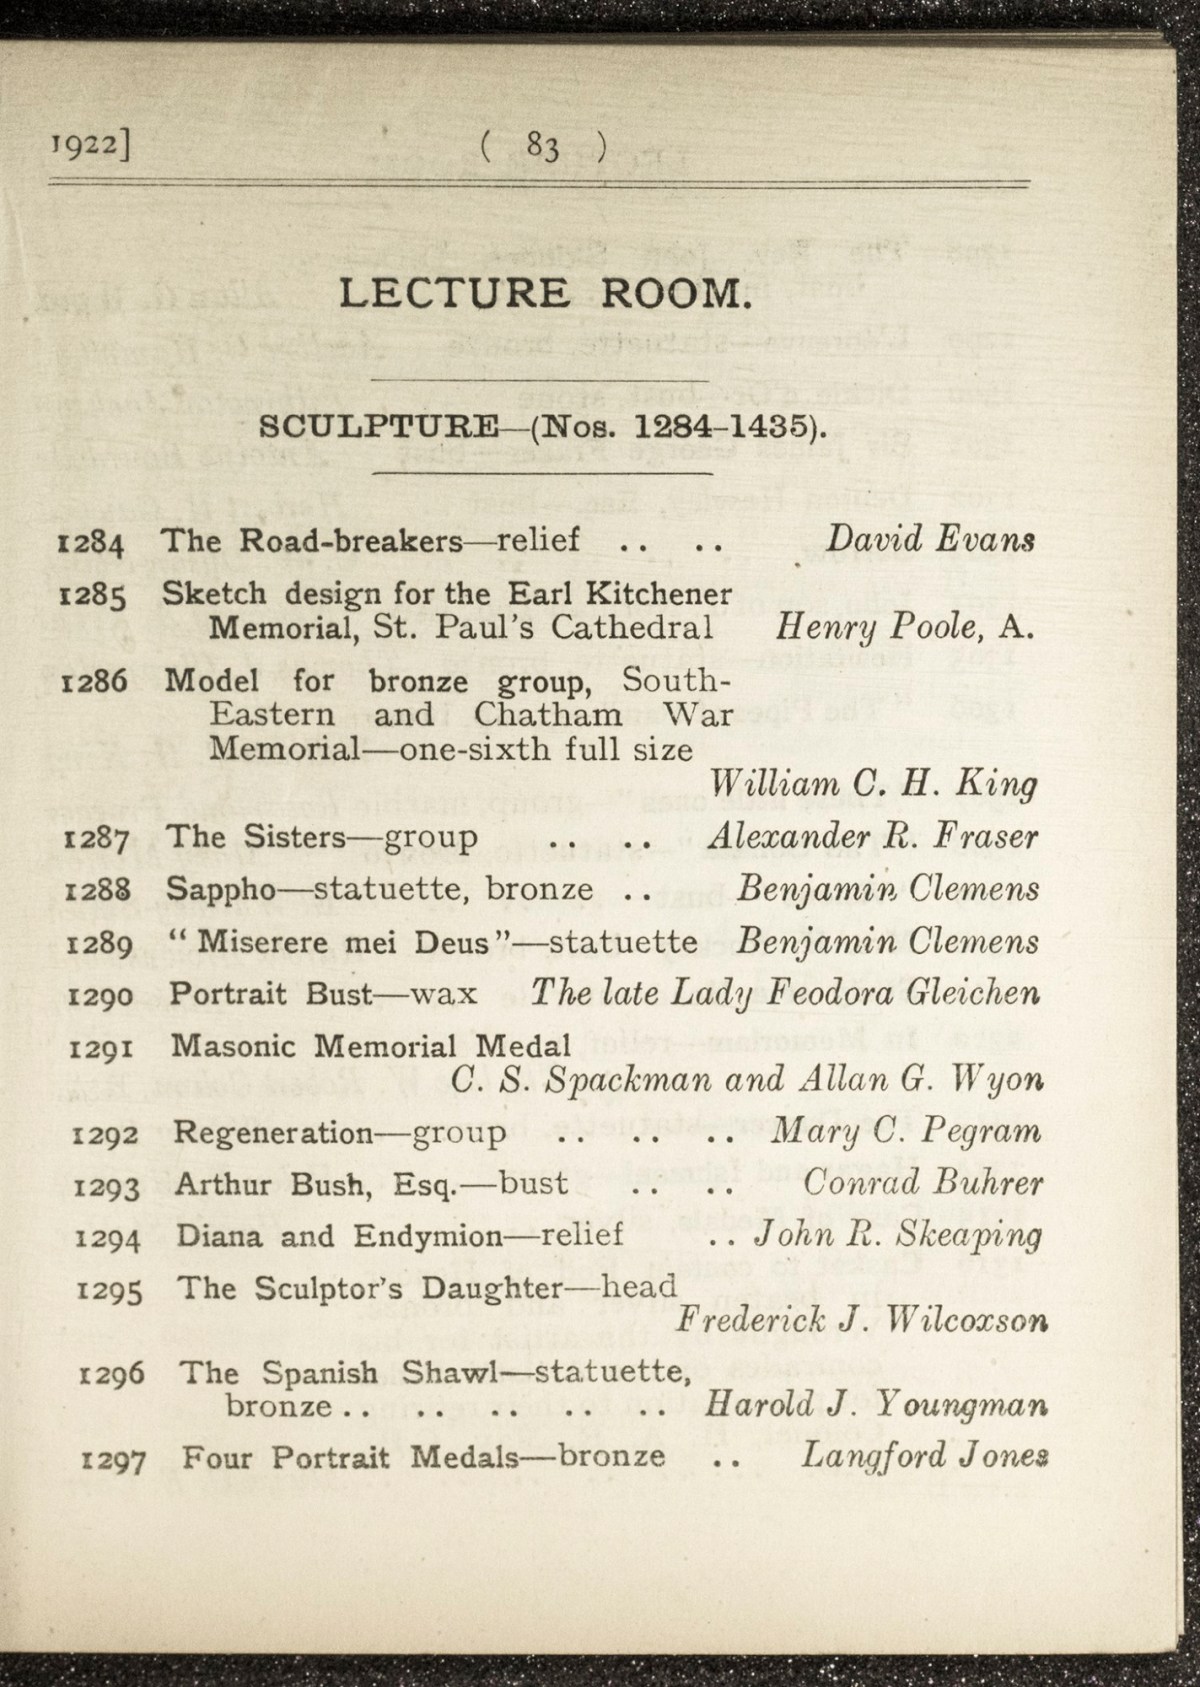 1922] ( 83 )
LECTURE ROOM.
SCULPTURE—(Nos. 1284–1435).
1284 The Road-breakers—relief .. .. David Evans
1285 Sketch design for the Earl Kitchener
Memorial, St. Paul's Cathedral Henry Poole, A.
1286 Model for bronze group, South-
Eastern and Chatham War
Memorial—one-sixth full size
William C. H. King
1287 The Sisters—group .. .. Alexander R. Fraser
1288 Sappho—statuette, bronze .. Benjamin Clemens
1289 “Miserere mei Deus”—statuette Benjamin Clemens
1290 Portrait Bust—wax The late Lady Feodora Gleichen
1291 Masonic Memorial Medal
C. S. Spackman and Allan G. Wyon
1292 Regeneration—group .. .. .. Mary C. Pegram
1293 Arthur Bush, Esq.—bust .. .. Conrad Buhrer
1294 Diana and Endymion—relief .. John R. Skeaping
1295 The Sculptor's Daughter—head
Frederick J. Wilcoxson
1296 The Spanish Shawl—statuette,
bronze .. .. .. .. .. Harold J. Youngman
1297 Four Portrait Medals—bronze .. Langford Jones